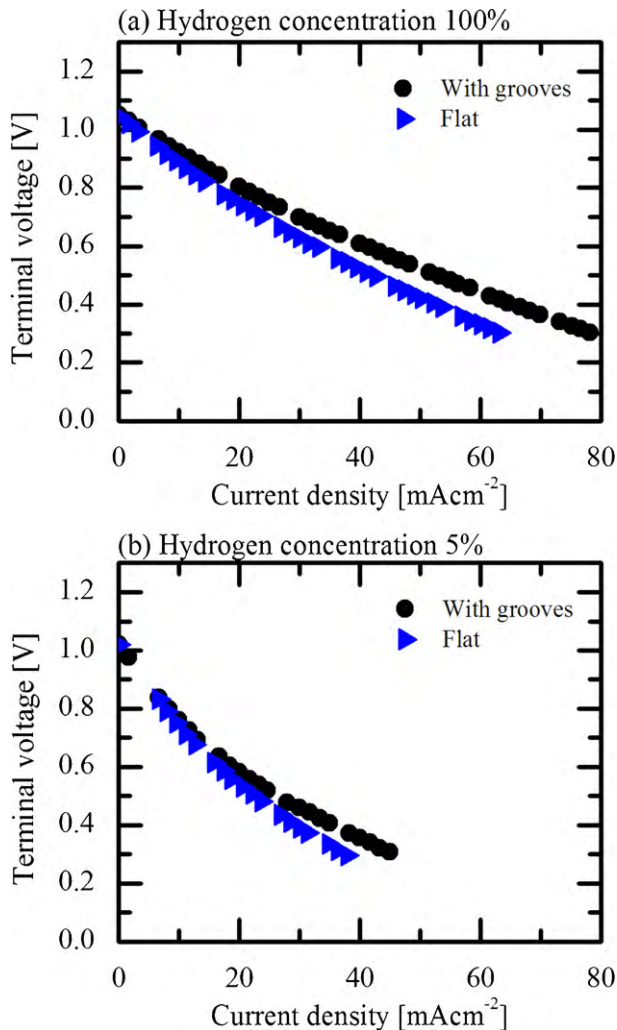 (a) Hydrogen concentration 100%
1.2
1.0
0.8
0.6
0.4
0.2
0.0
Terminal voltage [V]
With grooves
Flat
0 20 40 60 80
Current density [mAcm⁻²]
(b) Hydrogen concentration 5%
1.2
1.0
0.8
0.6
0.4
0.2
0.0
Terminal voltage [V]
With grooves
Flat
0 20 40 60 80
Current density [mAcm⁻²]